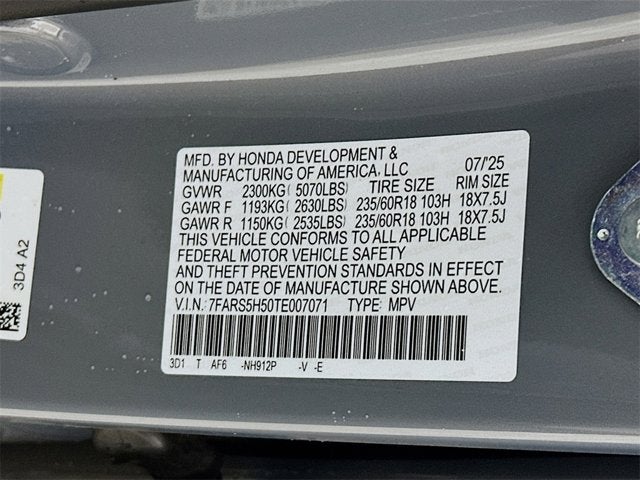 MFD. BY HONDA DEVELOPMENT &
MANUFACTURING OF AMERICA, LLC 07/'25
GVWR 2300KG( 5070LBS) TIRE SIZE RIM SIZE
GAWR F 1193KG( 2630LBS) 235/60R18 103H 18X7.5J
GAWR R 1150KG( 2535LBS) 235/60R18 103H 18X7.5J
THIS VEHICLE CONFORMS TO ALL APPLICABLE
FEDERAL MOTOR VEHICLE SAFETY
AND THEFT PREVENTION STANDARDS IN EFFECT
ON THE DATE OF MANUFACTURE SHOWN ABOVE.
V.I.N.: 7FARS5H50TE007071 TYPE: MPV
3D1 T AF6 -NH912P -V -E
3D4 A2